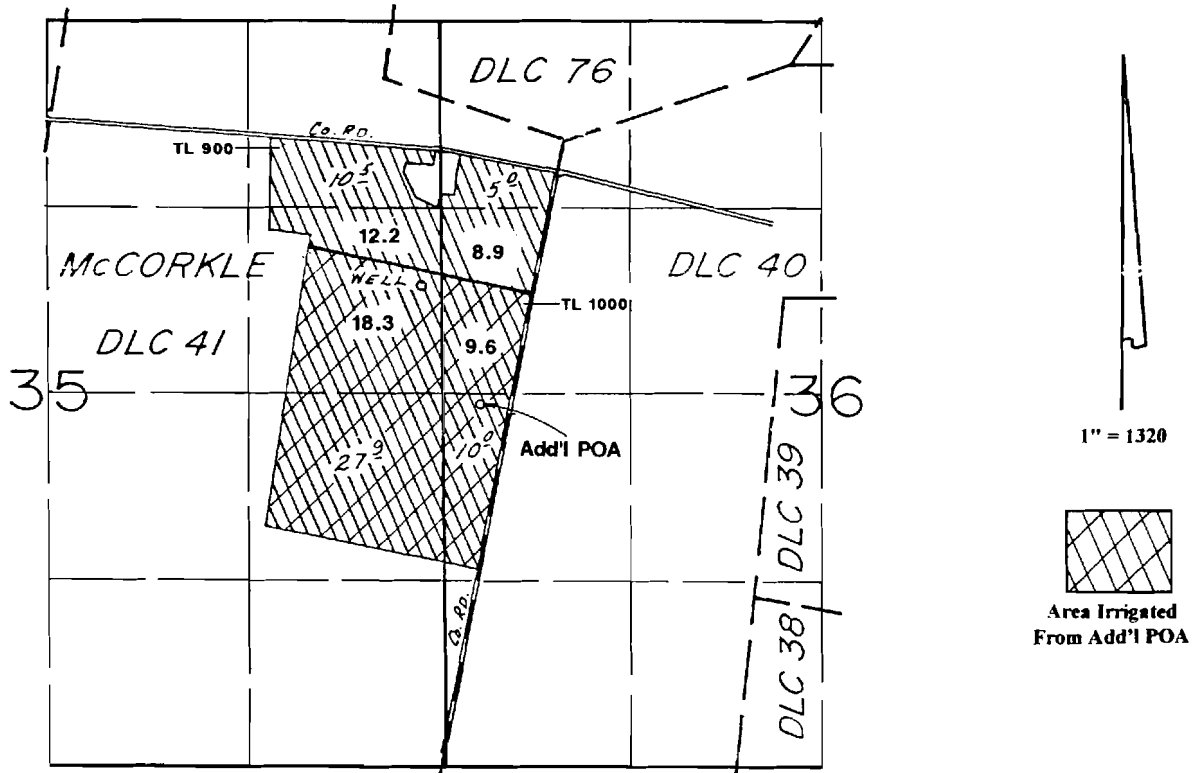 DLC 76
Co. RD.
TL 900
10 5
5 0
12.2
8.9
McCORKLE
DLC 40
WELL
TL 1000
18.3
9.6
DLC 41
35
36
Add'l POA
27 9
10 0
1" = 1320
DLC 39
Area Irrigated
From Add'l POA
Co. RD.
DLC 38